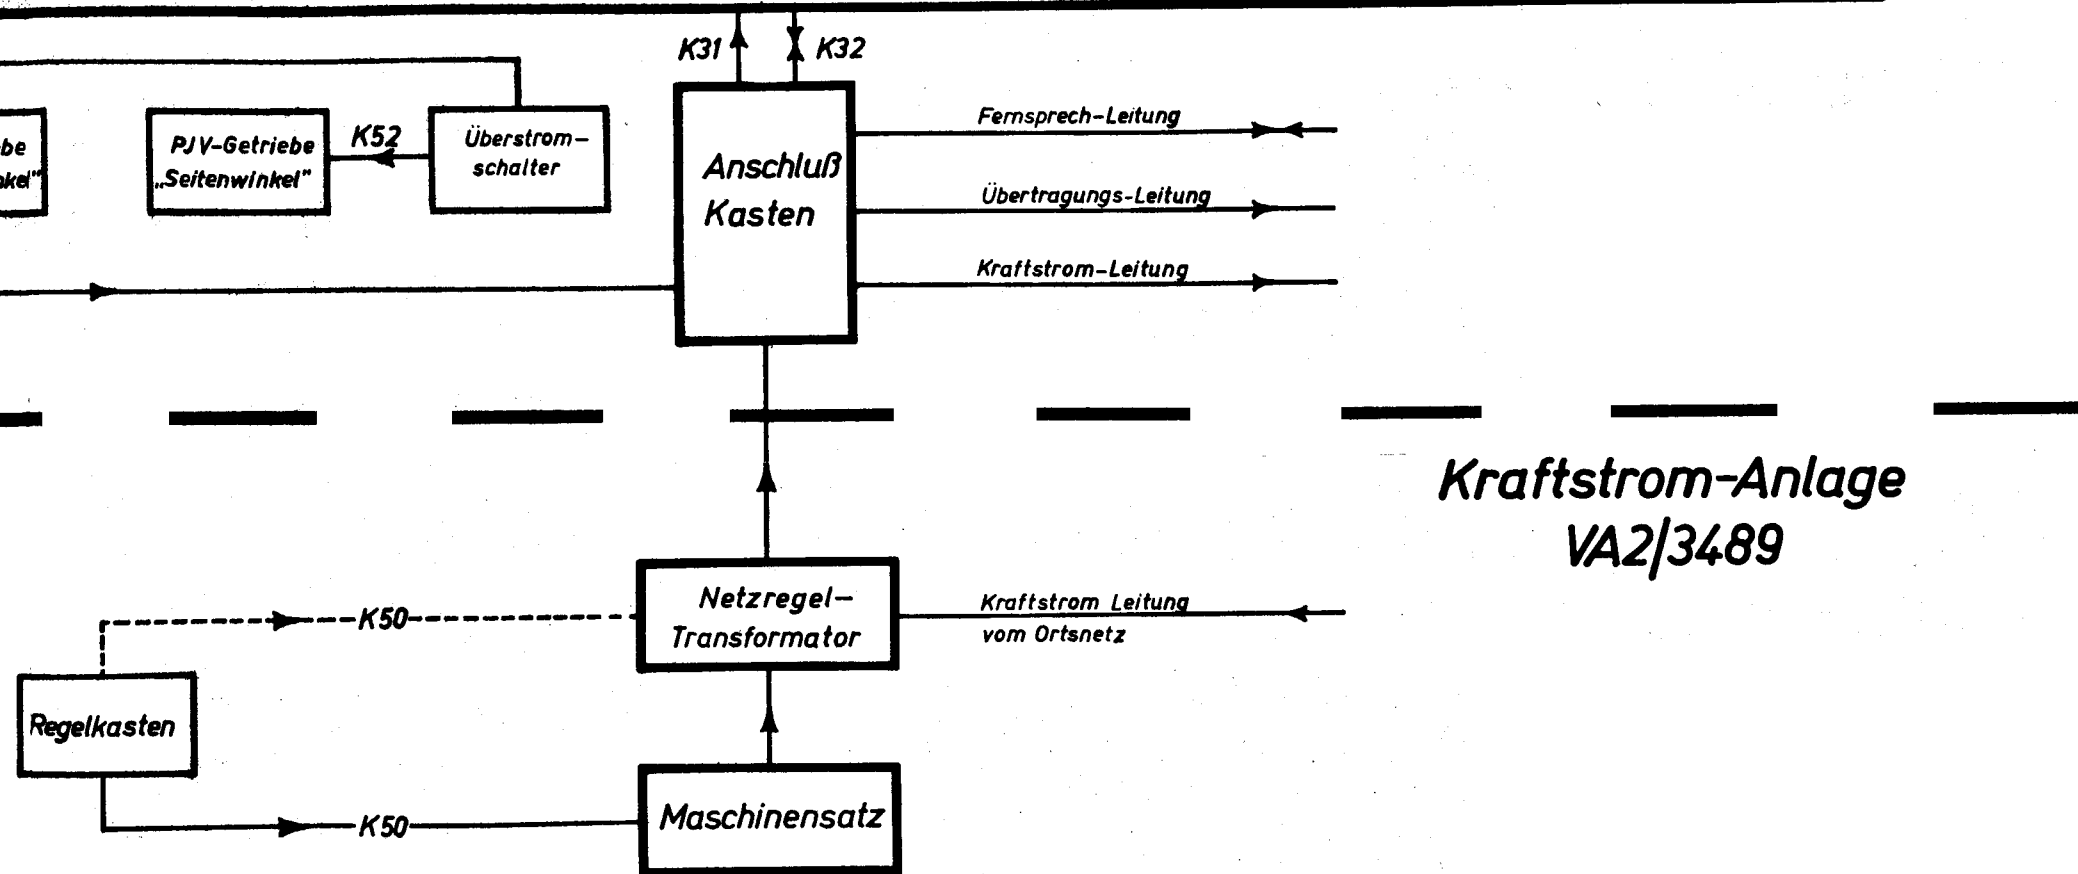 K31
K32
Fernsprech-Leitung
PJV-Getriebe
„Seitenwinkel"
K52
Überstrom-
schalter
Anschluß
Kasten
Übertragungs-Leitung
Kraftstrom-Leitung
Kraftstrom-Anlage
VA2/3489
Netzregel-
Transformator
Kraftstrom Leitung
vom Ortsnetz
K50
Regelkasten
K50
Maschinensatz